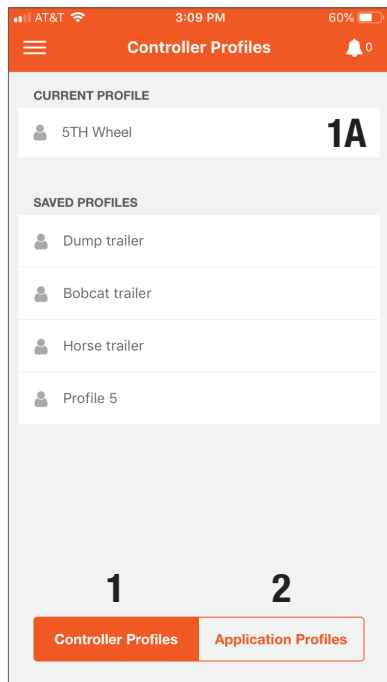 AT&T 3:09 PM 60%
Controller Profiles 0
CURRENT PROFILE
5TH Wheel 1A
SAVED PROFILES
Dump trailer
Bobcat trailer
Horse trailer
Profile 5
1 2
Controller Profiles Application Profiles